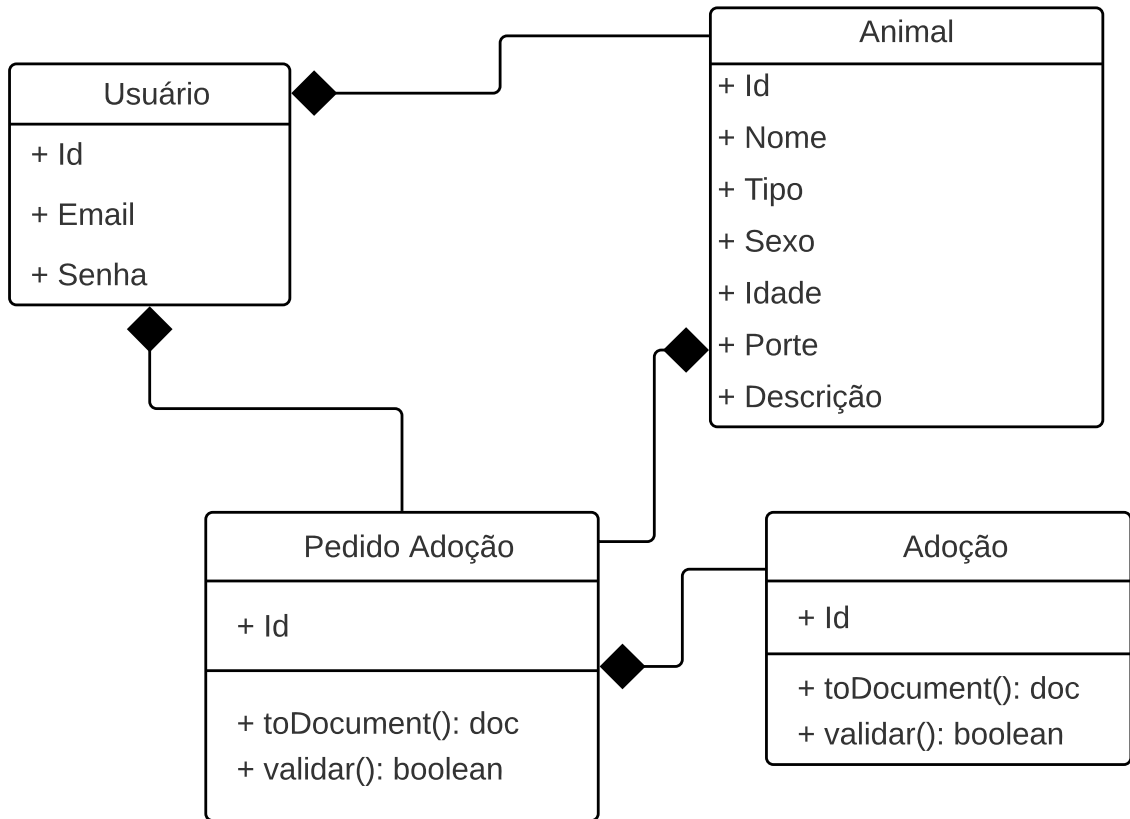 Usuário
+ Id
+ Email
+ Senha
Animal
+ Id
+ Nome
+ Tipo
+ Sexo
+ Idade
+ Porte
+ Descrição
Pedido Adoção
+ Id
+ toDocument(): doc
+ validar(): boolean
Adoção
+ Id
+ toDocument(): doc
+ validar(): boolean